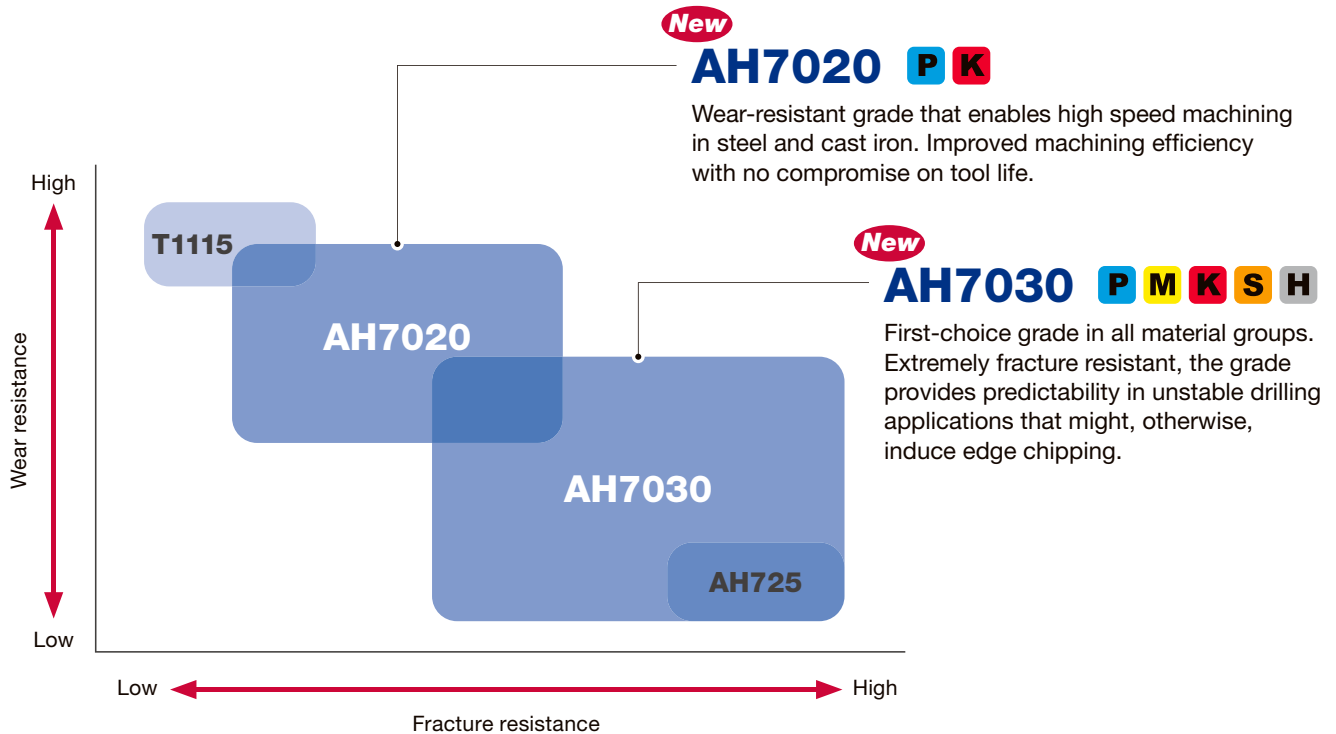 New
AH7020 P K
Wear-resistant grade that enables high speed machining
in steel and cast iron. Improved machining efficiency
with no compromise on tool life.
New
AH7030 P M K S H
First-choice grade in all material groups.
Extremely fracture resistant, the grade
provides predictability in unstable drilling
applications that might, otherwise,
induce edge chipping.
High
Wear resistance
Low
T1115
AH7020
AH7030
AH725
Low
High
Fracture resistance